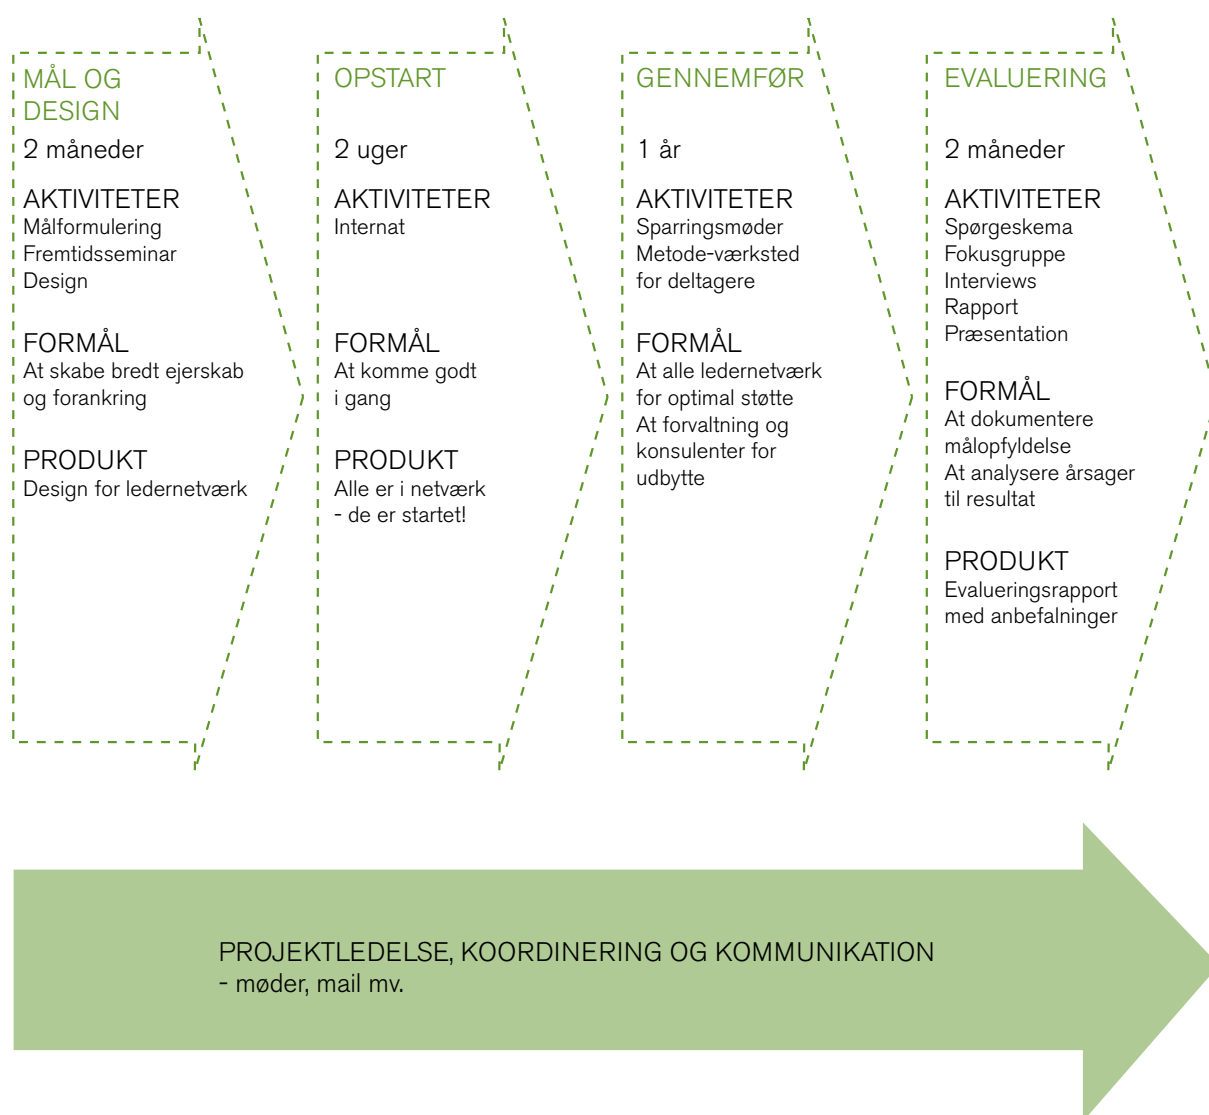 MÅL OG
DESIGN
2 måneder
AKTIVITETER
Målformulering
Fremtidsseminar
Design
FORMÅL
At skabe bredt ejerskab
og forankring
PRODUKT
Design for ledernetværk
OPSTART
2 uger
AKTIVITETER
Internat
FORMÅL
At komme godt
i gang
PRODUKT
Alle er i netværk
- de er startet!
GENNEMFØR
1 år
AKTIVITETER
Sparringsmøder
Metode-værksted
for deltagere
FORMÅL
At alle ledernetværk
for optimal støtte
At forvaltning og
konsulenter for
udbytte
EVALUERING
2 måneder
AKTIVITETER
Spørgeskema
Fokusgruppe
Interviews
Rapport
Præsentation
FORMÅL
At dokumentere
målopfyldelse
At analysere årsager
til resultat
PRODUKT
Evalueringsrapport
med anbefalninger
PROJEKTLEDELSE, KOORDINERING OG KOMMUNIKATION
- møder, mail mv.